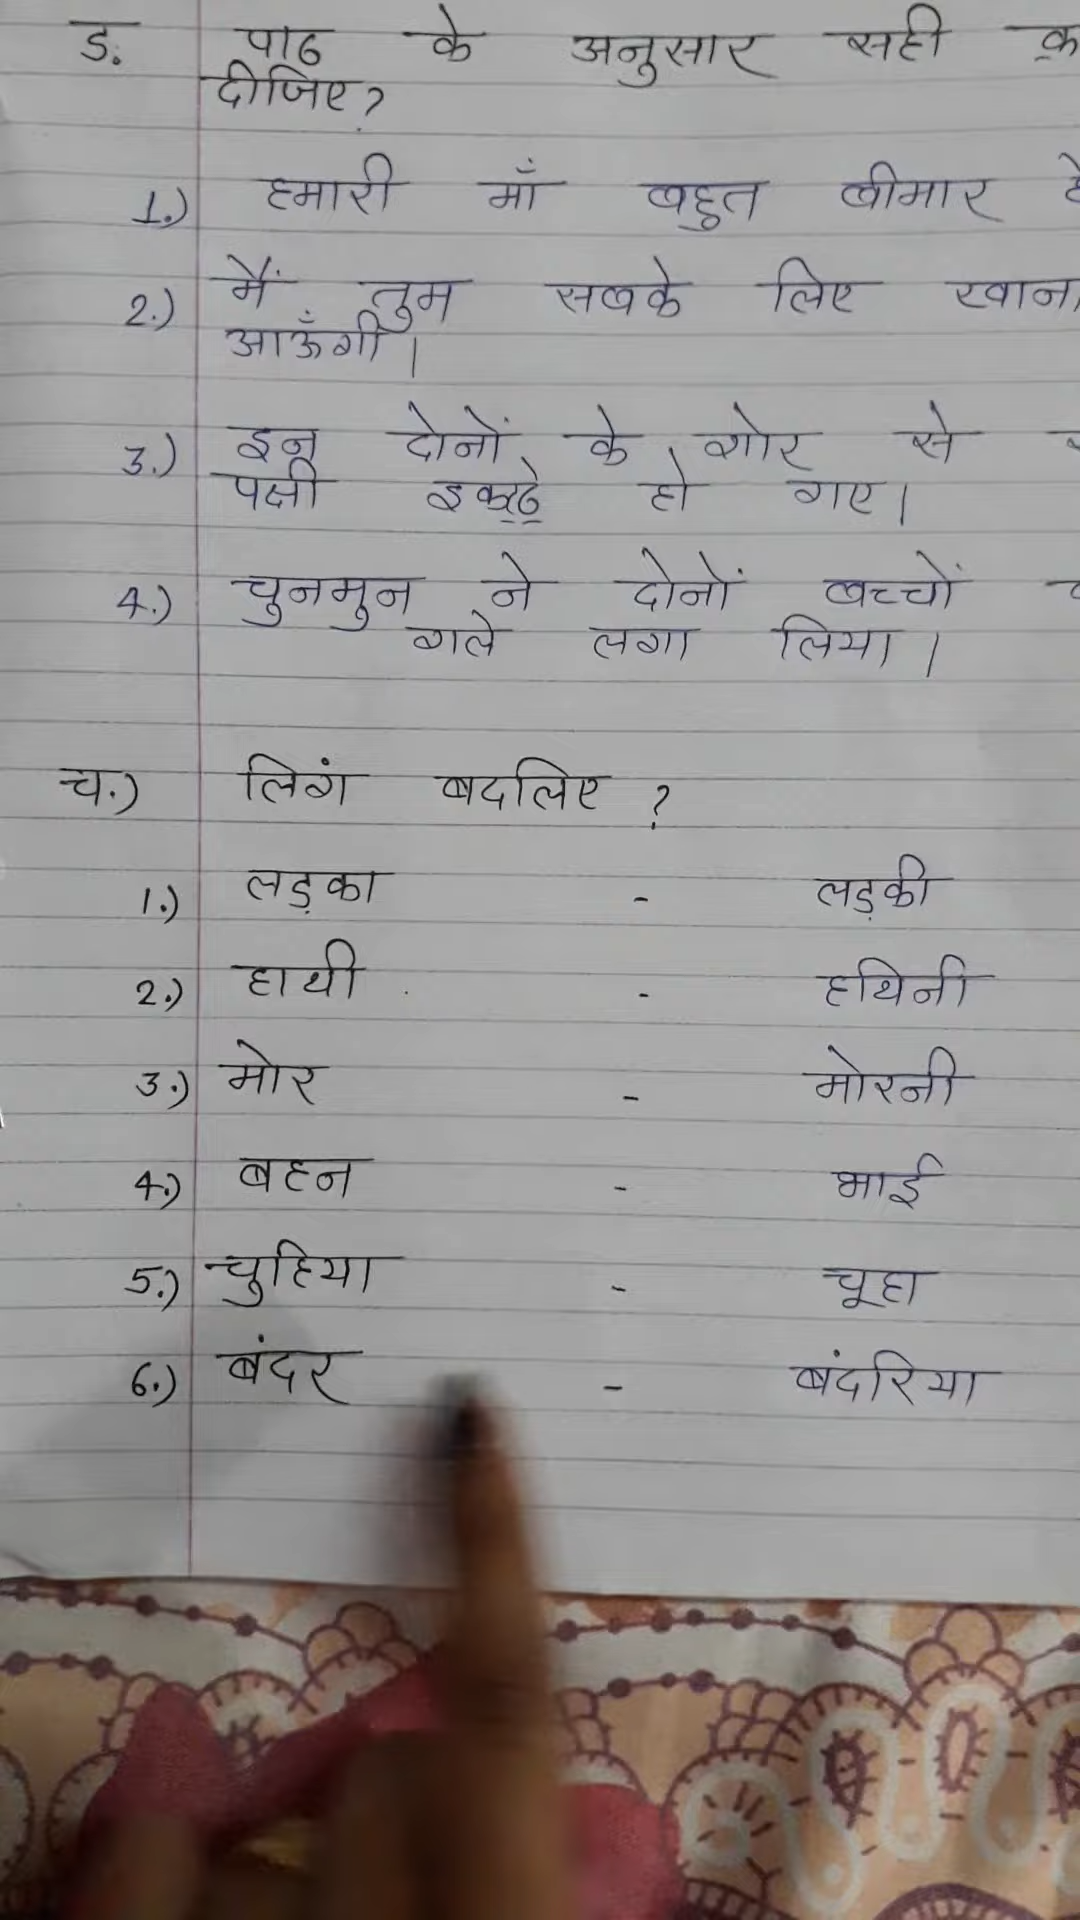 ड. पाठ के अनुसार सही
दीजिए?
1.) हमारी माँ बहुत बीमार
2.) मैं तुम सबके लिए खाना
आऊँगी।
3.) इन दोनों के शोर से
पक्षी इकट्ठे हो गए।
4.) चुनमुन ने दोनों बच्चों
गले लगा लिया।
च.) लिगं बदलिए ?
1.) लड़का - लड़की
2.) हाथी - हथिनी
3.) मोर - मोरनी
4.) बहन - भाई
5.) चुहिया - चूहा
6.) बंदर - बंदरिया